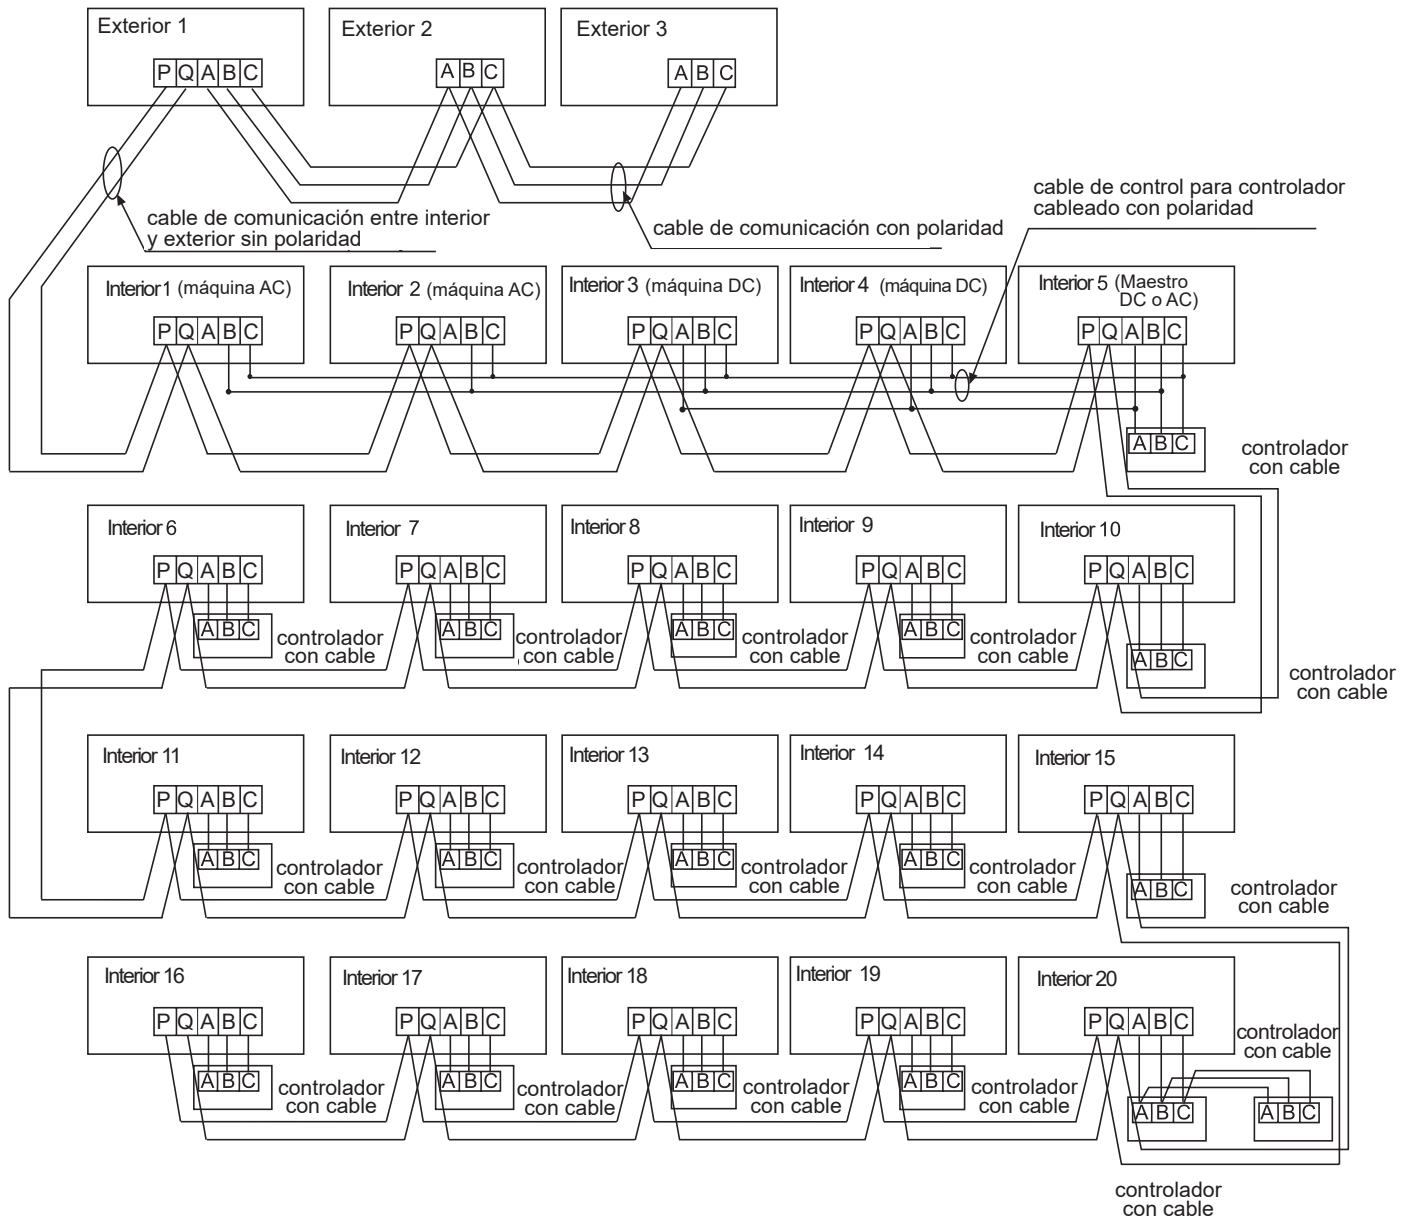 Exterior 1
Exterior 2
Exterior 3
P Q A B C
A B C
A B C
cable de comunicación entre interior
y exterior sin polaridad
cable de comunicación con polaridad
cable de control para controlador
cableado con polaridad
Interior 1 (máquina AC)
Interior 2 (máquina AC)
Interior 3 (máquina DC)
Interior 4 (máquina DC)
Interior 5 (Maestro
DC o AC)
P Q A B C
P Q A B C
P Q A B C
P Q A B C
P Q A B C
A B C
controlador
con cable
Interior 6
Interior 7
Interior 8
Interior 9
Interior 10
P Q A B C
P Q A B C
P Q A B C
P Q A B C
P Q A B C
A B C
controlador
con cable
A B C
controlador
con cable
A B C
controlador
con cable
A B C
controlador
con cable
A B C
controlador
con cable
Interior 11
Interior 12
Interior 13
Interior 14
Interior 15
P Q A B C
P Q A B C
P Q A B C
P Q A B C
P Q A B C
A B C
controlador
con cable
A B C
controlador
con cable
A B C
controlador
con cable
A B C
controlador
con cable
A B C
controlador
con cable
Interior 16
Interior 17
Interior 18
Interior 19
Interior 20
P Q A B C
P Q A B C
P Q A B C
P Q A B C
P Q A B C
A B C
controlador
con cable
A B C
controlador
con cable
A B C
controlador
con cable
A B C
controlador
con cable
controlador
con cable
A B C
A B C
controlador
con cable